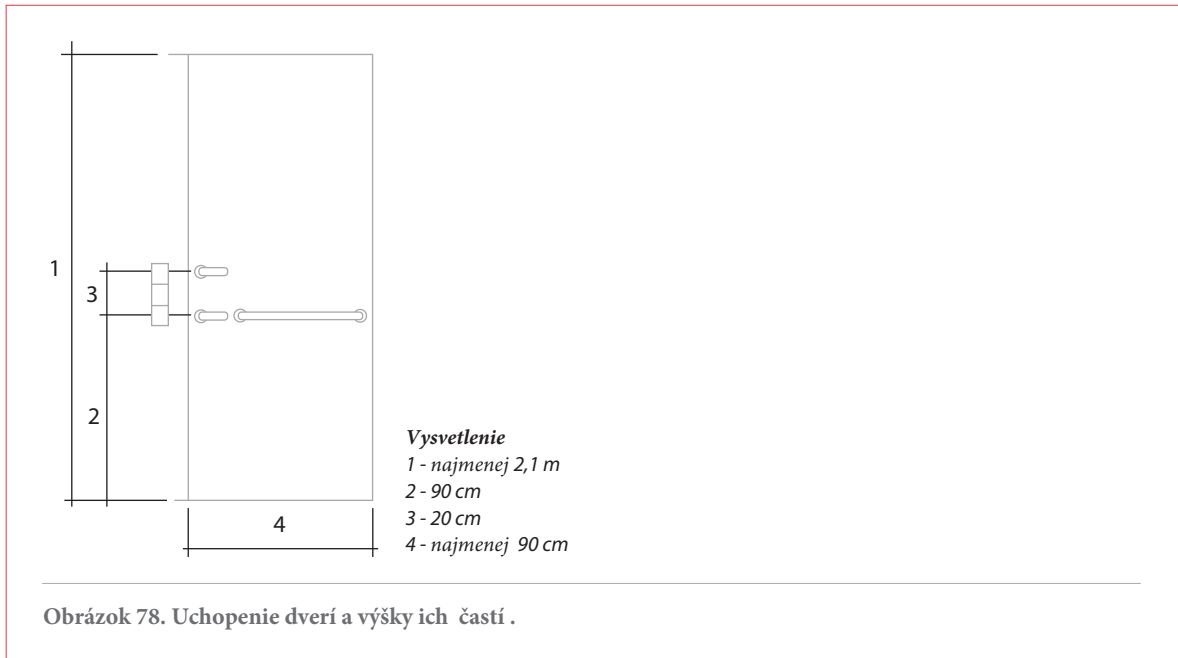 1
3
2
4
Vysvetlenie
1 - najmenej 2,1 m
2 - 90 cm
3 - 20 cm
4 - najmenej 90 cm
Obrázok 78. Uchopenie dverí a výšky ich častí .